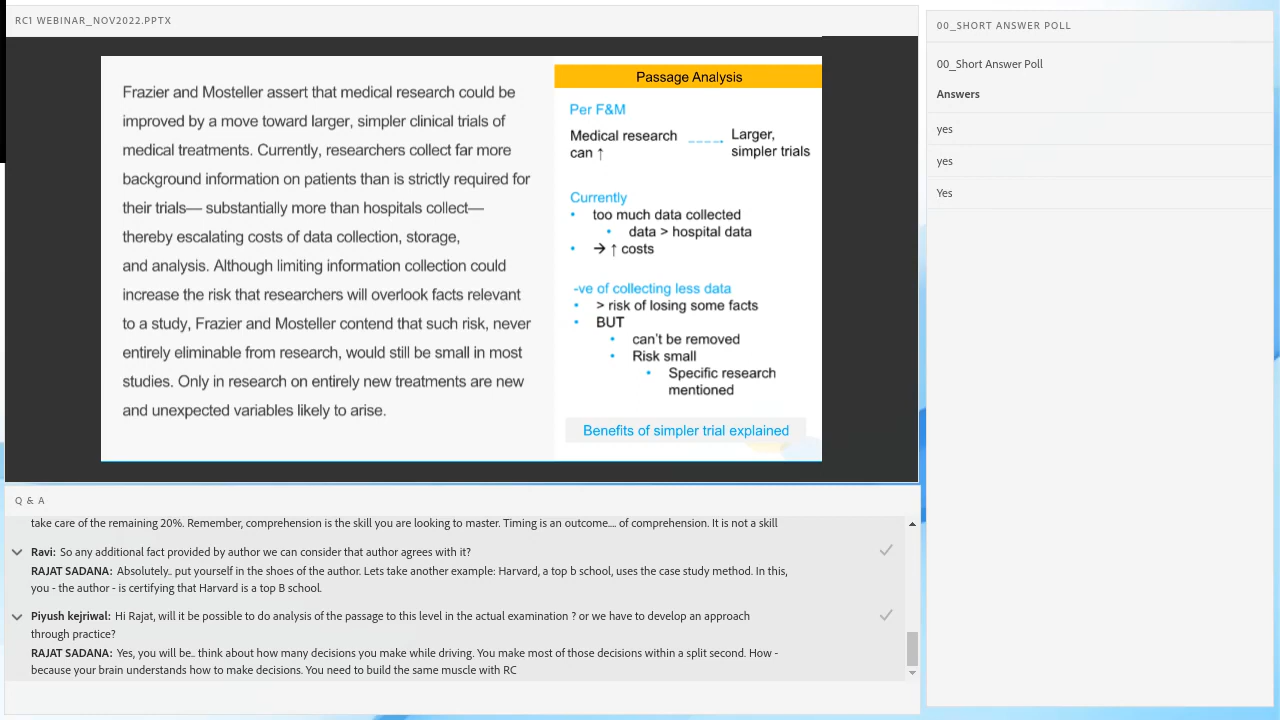 RC1 WEBINAR_NOV2022.PPTX
Frazier and Mosteller assert that medical research could be
improved by a move toward larger, simpler clinical trials of
medical treatments. Currently, researchers collect far more
background information on patients than is strictly required for
their trials— substantially more than hospitals collect—
thereby escalating costs of data collection, storage,
and analysis. Although limiting information collection could
increase the risk that researchers will overlook facts relevant
to a study, Frazier and Mosteller contend that such risk, never
entirely eliminable from research, would still be small in most
studies. Only in research on entirely new treatments are new
and unexpected variables likely to arise.
Passage Analysis
Per F&M
Medical research
can ↑
Larger,
simpler trials
Currently
• too much data collected
• data > hospital data
• → ↑ costs
-ve of collecting less data
• > risk of losing some facts
• BUT
• can't be removed
• Risk small
• Specific research
mentioned
Benefits of simpler trial explained
Q & A
take care of the remaining 20%. Remember, comprehension is the skill you are looking to master. Timing is an outcome.... of comprehension. It is not a skill
Ravi: So any additional fact provided by author we can consider that author agrees with it?
RAJAT SADANA: Absolutely.. put yourself in the shoes of the author. Lets take another example: Harvard, a top b school, uses the case study method. In this,
you - the author - is certifying that Harvard is a top B school.
Piyush kejriwal: Hi Rajat, will it be possible to do analysis of the passage to this level in the actual examination ? or we have to develop an approach
through practice?
RAJAT SADANA: Yes, you will be.. think about how many decisions you make while driving. You make most of those decisions within a split second. How -
because your brain understands how to make decisions. You need to build the same muscle with RC
00_SHORT ANSWER POLL
00_Short Answer Poll
Answers
yes
yes
Yes